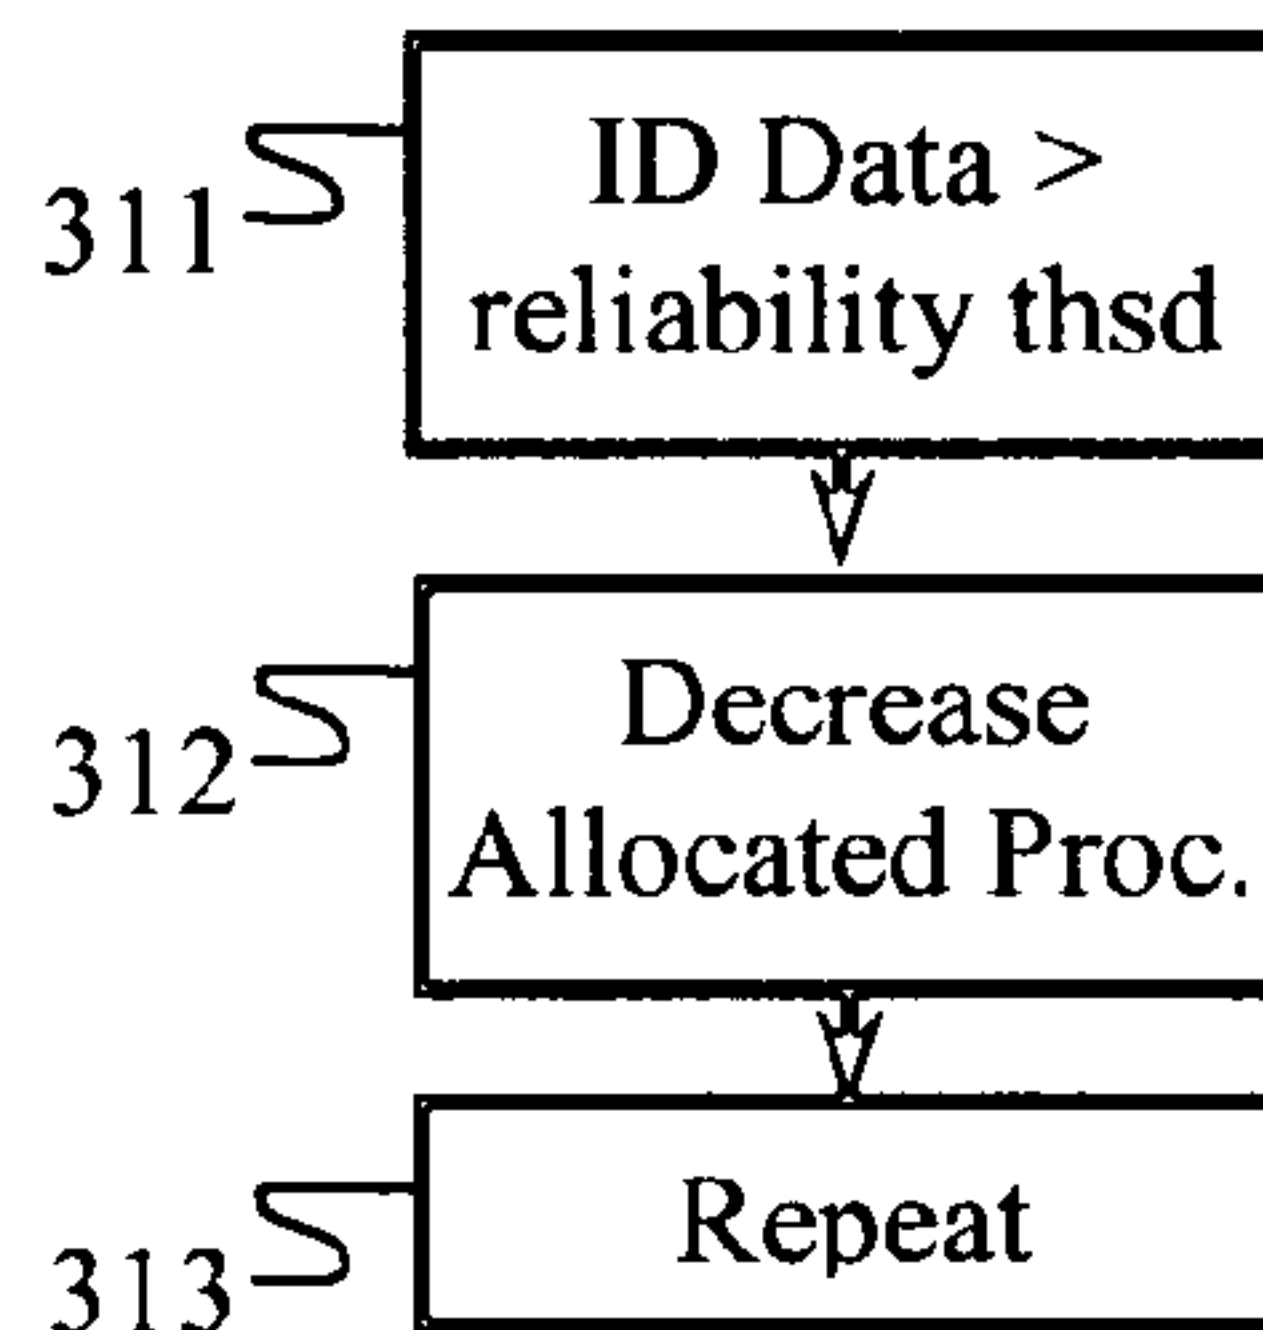 ID Data >
311
reliability thsd
Decrease
312
Allocated Proc.
Repeat
313